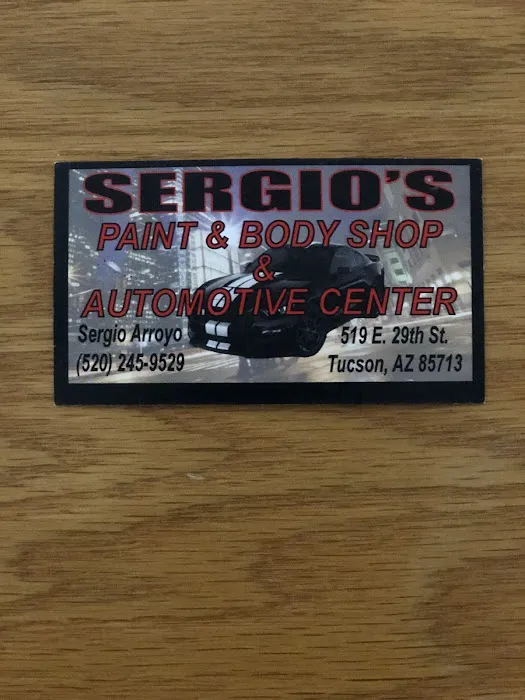 SERGIO'S
PAINT & BODY SHOP
&
AUTOMOTIVE CENTER
Sergio Arroyo
(520) 245-9529
519 E. 29th St.
Tucson, AZ 85713